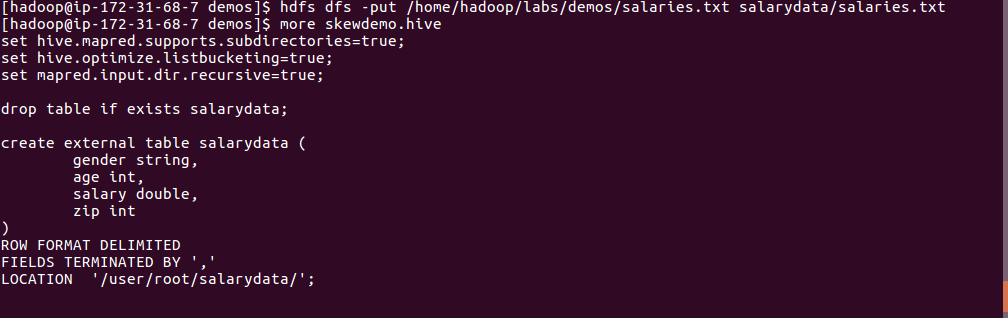 [hadoop@ip-172-31-68-7 demos]$ hdfs dfs -put /home/hadoop/labs/demos/salaries.txt salarydata/salaries.txt
[hadoop@ip-172-31-68-7 demos]$ more skewdemo.hive
set hive.mapred.supports.subdirectories=true;
set hive.optimize.listbucketing=true;
set mapred.input.dir.recursive=true;

drop table if exists salarydata;

create external table salarydata (
        gender string,
        age int,
        salary double,
        zip int
)
ROW FORMAT DELIMITED
FIELDS TERMINATED BY ','
LOCATION  '/user/root/salarydata/';